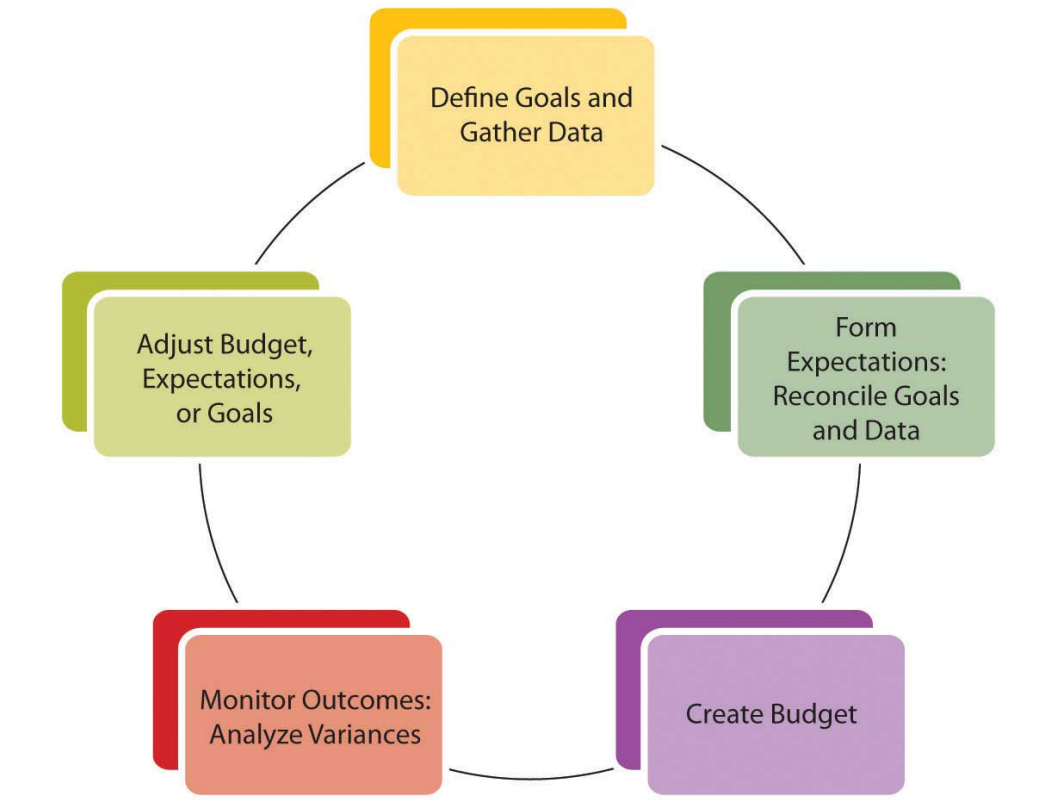 Define Goals and
Gather Data
Form
Expectations:
Reconcile Goals
and Data
Create Budget
Monitor Outcomes:
Analyze Variances
Adjust Budget,
Expectations,
or Goals